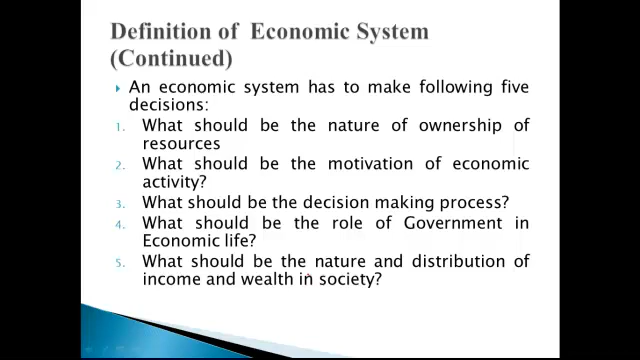 Definition of Economic System
(Continued)
An economic system has to make following five
decisions:
1. What should be the nature of ownership of
resources
2. What should be the motivation of economic
activity?
3. What should be the decision making process?
4. What should be the role of Government in
Economic life?
5. What should be the nature and distribution of
income and wealth in society?